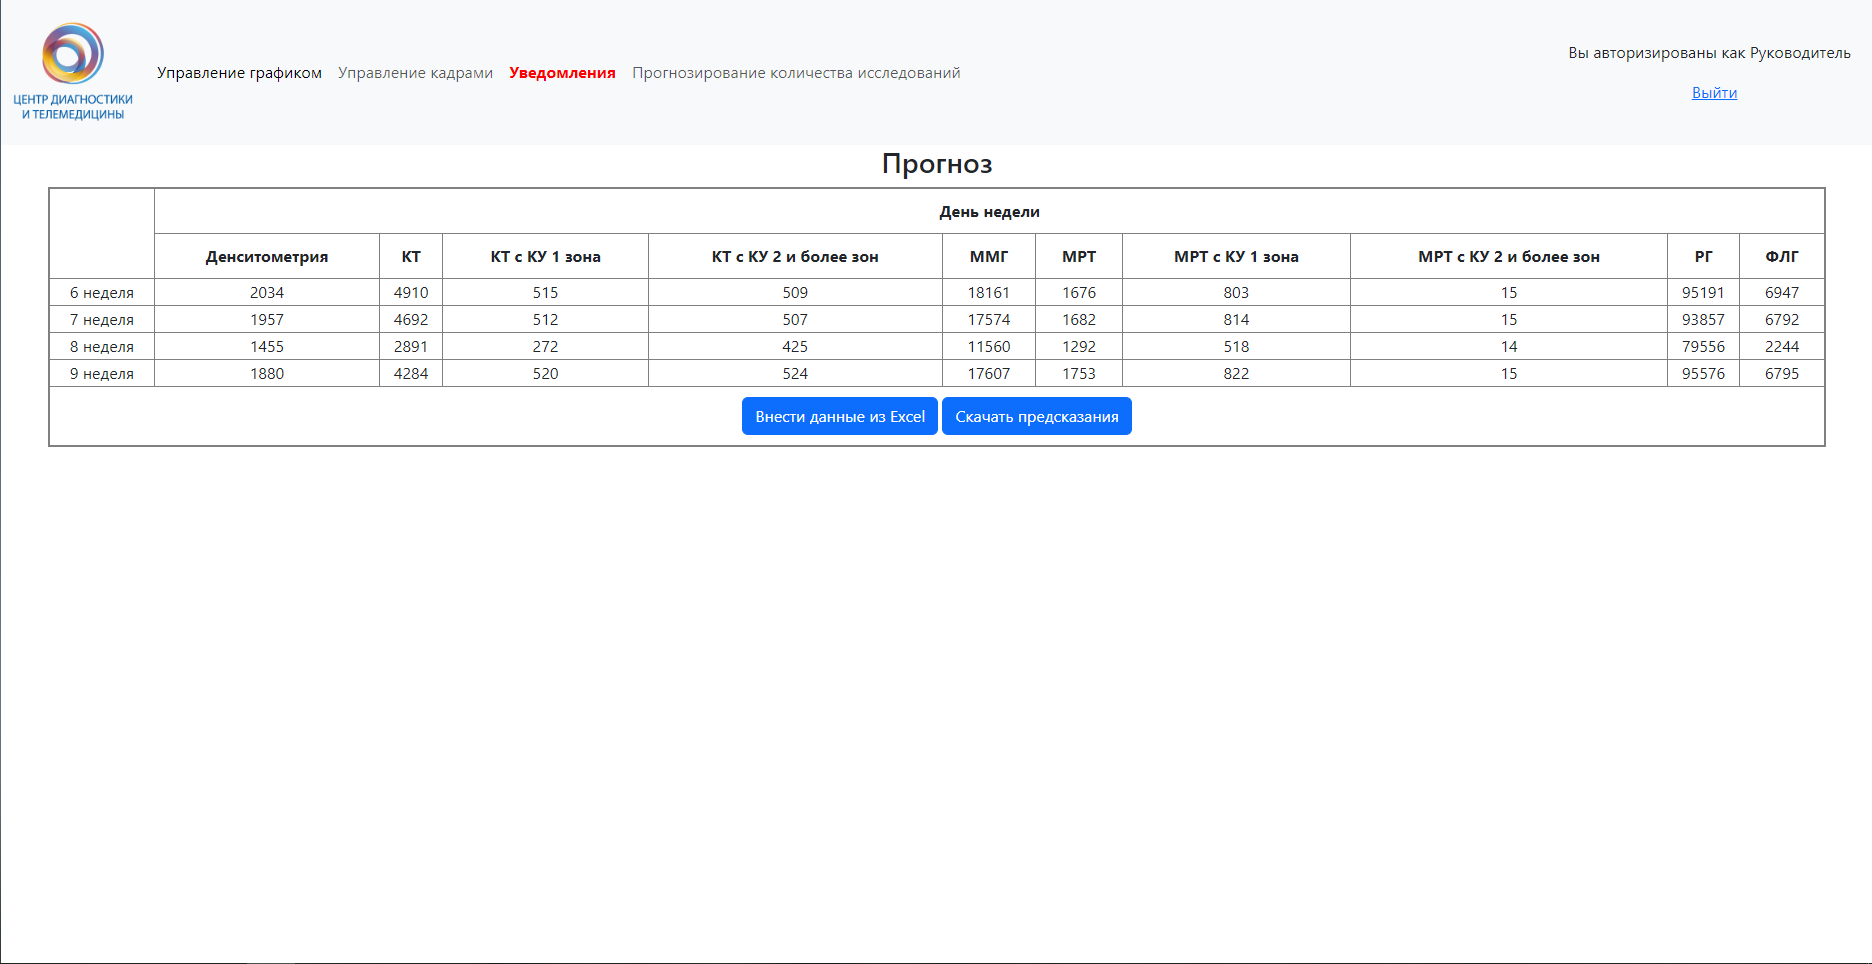 ЦЕНТР ДИАГНОСТИКИ
И ТЕЛЕМЕДИЦИНЫ
Управление графиком Управление кадрами Уведомления Прогнозирование количества исследований
Вы авторизированы как Руководитель
Выйти
Прогноз
День недели
Денситометрия КТ КТ с КУ 1 зона КТ с КУ 2 и более зон ММГ МРТ МРТ с КУ 1 зона МРТ с КУ 2 и более зон РГ ФЛГ
6 неделя 2034 4910 515 509 18161 1676 803 15 95191 6947
7 неделя 1957 4692 512 507 17574 1682 814 15 93857 6792
8 неделя 1455 2891 272 425 11560 1292 518 14 79556 2244
9 неделя 1880 4284 520 524 17607 1753 822 15 95576 6795
Внести данные из Excel Скачать предсказания